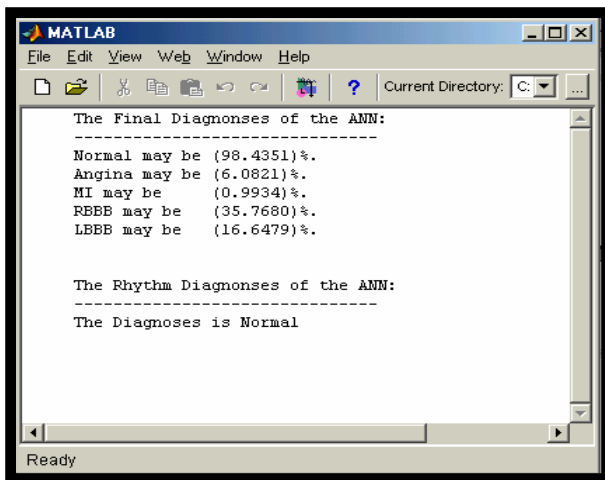 MATLAB
File Edit View Web Window Help
? Current Directory: C: ...
The Final Diagnonses of the ANN:
--------------------------------
Normal may be (98.4351)%.
Angina may be (6.0821)%.
MI may be (0.9934)%.
RBBB may be (35.7680)%.
LBBB may be (16.6479)%.
The Rhythm Diagnonses of the ANN:
--------------------------------
The Diagnoses is Normal
Ready